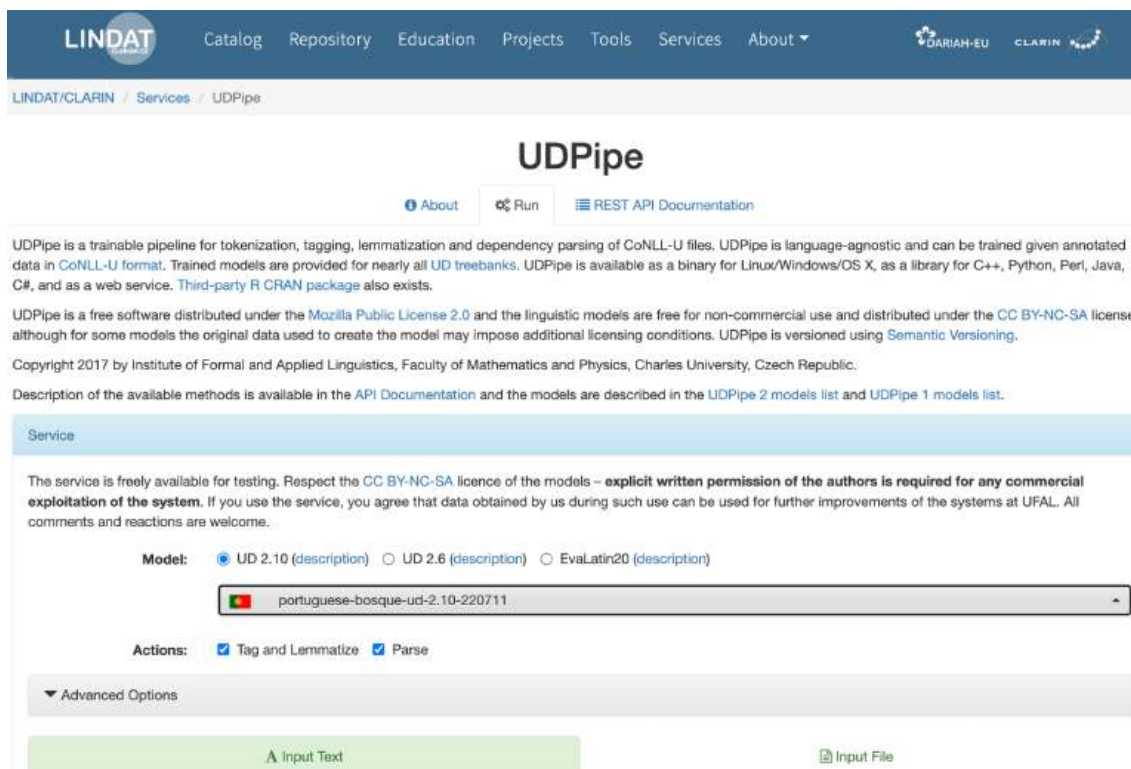 LINDAT Catalog Repository Education Projects Tools Services About DARIAH-EU CLARIN
LINDAT/CLARIN / Services / UDPipe
UDPipe
About Run REST API Documentation
UDPipe is a trainable pipeline for tokenization, tagging, lemmatization and dependency parsing of CoNLL-U files. UDPipe is language-agnostic and can be trained given annotated
data in CoNLL-U format. Trained models are provided for nearly all UD treebanks. UDPipe is available as a binary for Linux/Windows/OS X, as a library for C++, Python, Perl, Java,
C#, and as a web service. Third-party R CRAN package also exists.
UDPipe is a free software distributed under the Mozilla Public License 2.0 and the linguistic models are free for non-commercial use and distributed under the CC BY-NC-SA license
although for some models the original data used to create the model may impose additional licensing conditions. UDPipe is versioned using Semantic Versioning.
Copyright 2017 by Institute of Formal and Applied Linguistics, Faculty of Mathematics and Physics, Charles University, Czech Republic.
Description of the available methods is available in the API Documentation and the models are described in the UDPipe 2 models list and UDPipe 1 models list.
Service
The service is freely available for testing. Respect the CC BY-NC-SA licence of the models – explicit written permission of the authors is required for any commercial
exploitation of the system. If you use the service, you agree that data obtained by us during such use can be used for further improvements of the systems at UFAL. All
comments and reactions are welcome.
Model: UD 2.10 (description) UD 2.6 (description) EvaLatin20 (description)
portuguese-bosque-ud-2.10-220711
Actions: Tag and Lemmatize Parse
Advanced Options
Input Text Input File